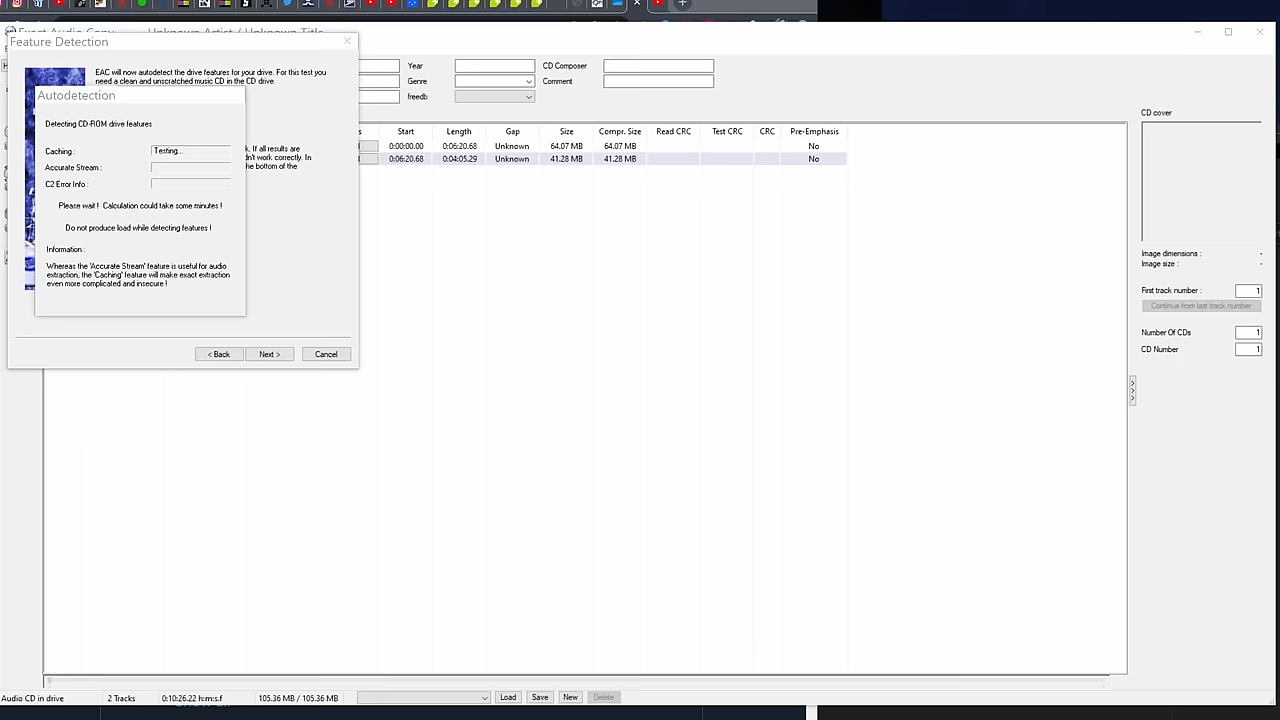 Exact Audio Copy
Unknown Artist / Unknown Title
Feature Detection
EAC will now autodetect the drive features for your drive. For this test you
need a clean and unscratched music CD in the CD drive.
Autodetection
Detecting CD-ROM drive features
Caching : Testing...
Accurate Stream :
C2 Error Info :
Please wait ! Calculation could take some minutes !
Do not produce load while detecting features !
Information :
Whereas the 'Accurate Stream' feature is useful for audio
extraction, the 'Caching' feature will make exact extraction
even more complicated and insecure !
. If all results are
n't work correctly. In
he bottom of the
< Back Next > Cancel
Year CD Composer
Genre Comment
freedb
Start Length Gap Size Compr. Size Read CRC Test CRC CRC Pre-Emphasis
0:00:00.00 0:06:20.68 Unknown 64.07 MB 64.07 MB No
0:06:20.68 0:04:05.29 Unknown 41.28 MB 41.28 MB No
CD cover
Image dimensions : -
Image size : -
First track number : 1
Continue from last track number
Number Of CDs 1
CD Number 1
Audio CD in drive 2 Tracks 0:10:26.22 h:m:s.f 105.36 MB / 105.36 MB Load Save New Delete